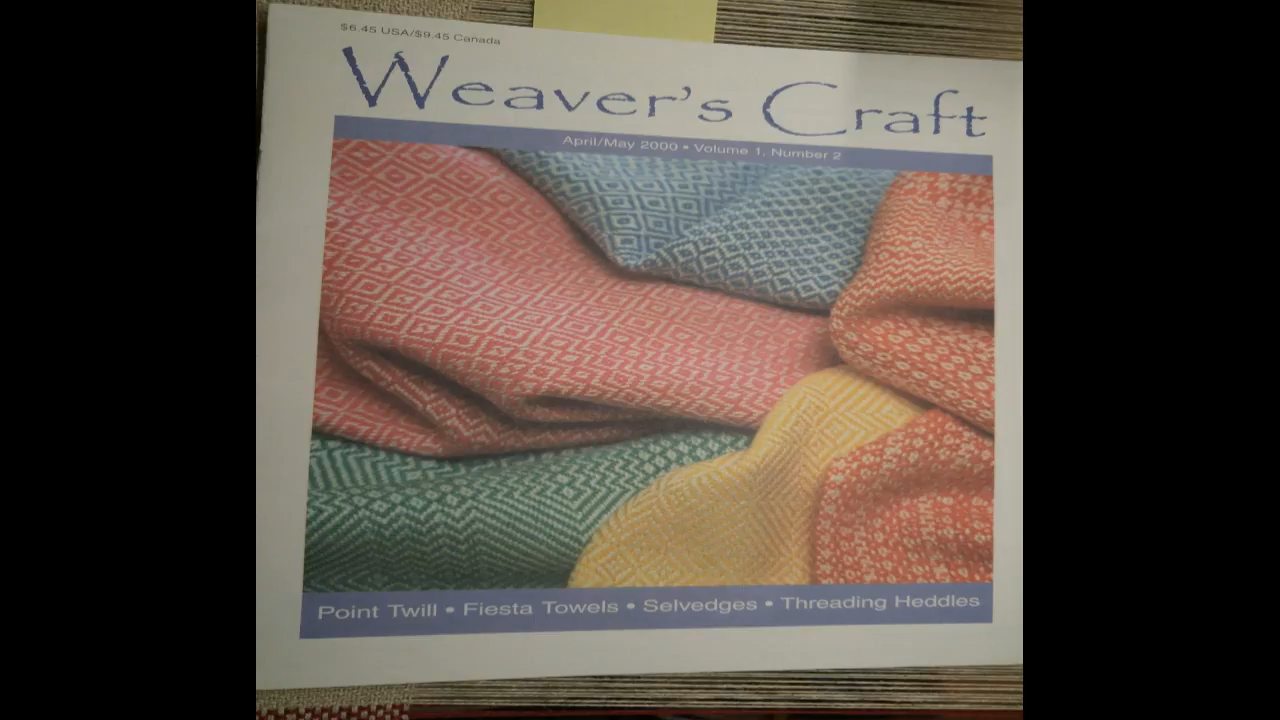 $6.45 USA/$9.45 Canada
Weaver's Craft
April/May 2000 • Volume 1, Number 2
Point Twill • Fiesta Towels • Selvedges • Threading Heddles